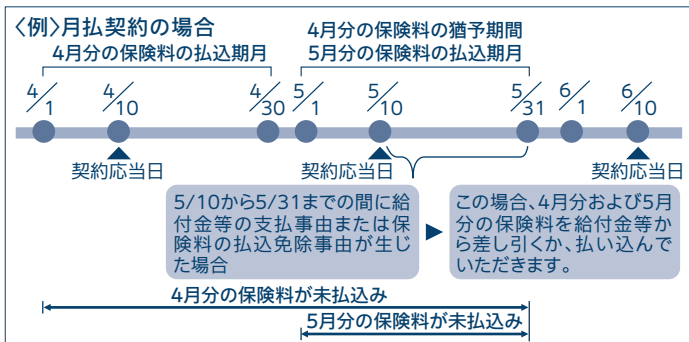 〈例〉月払契約の場合
4月分の保険料の払込期月
4月分の保険料の猶予期間
5月分の保険料の払込期月
4/1 4/10 4/30 5/1 5/10 5/31 6/1 6/10
契約応当日 契約応当日 契約応当日
5/10から5/31までの間に給
付金等の支払事由または保
険料の払込免除事由が生じ
た場合
この場合、4月分および5月
分の保険料を給付金等か
ら差し引くか、払い込んで
いただきます。
4月分の保険料が未払込み
5月分の保険料が未払込み